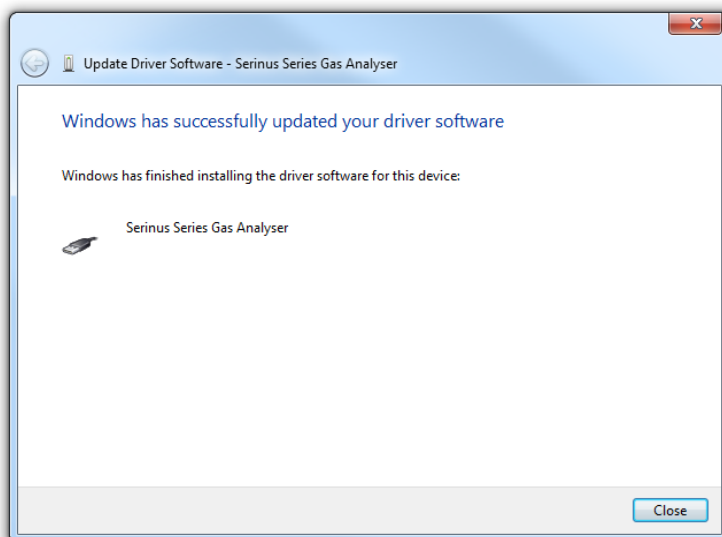 Update Driver Software - Serinus Series Gas Analyser
Windows has successfully updated your driver software
Windows has finished installing the driver software for this device:
Serinus Series Gas Analyser
Close